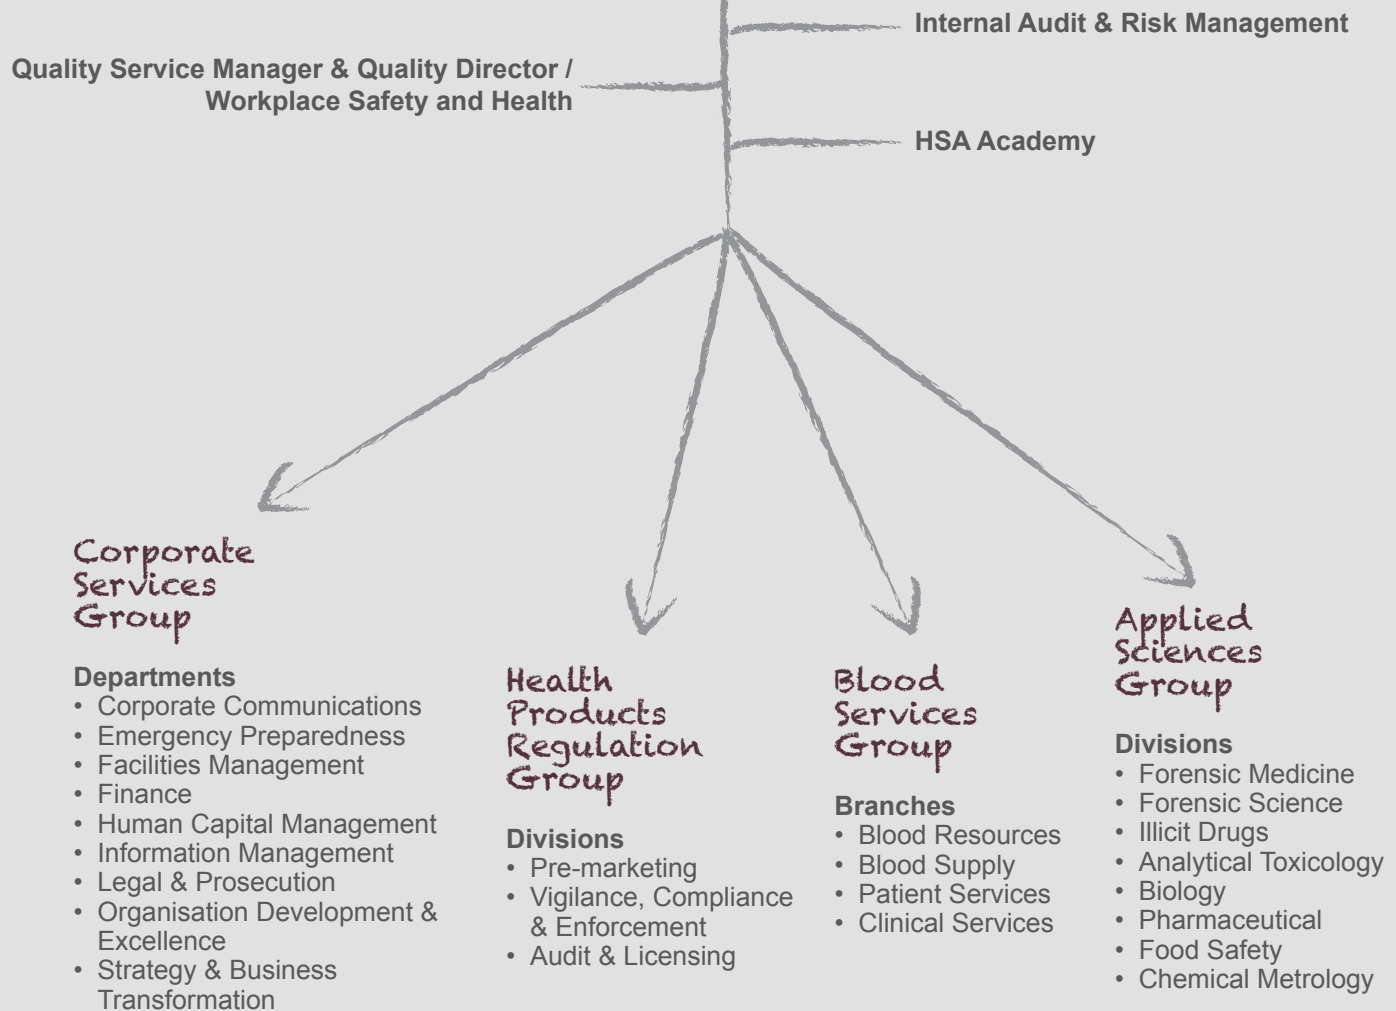 Internal Audit & Risk Management
Quality Service Manager & Quality Director /
Workplace Safety and Health
HSA Academy
Corporate
Services
Group
Departments
• Corporate Communications
• Emergency Preparedness
• Facilities Management
• Finance
• Human Capital Management
• Information Management
• Legal & Prosecution
• Organisation Development &
Excellence
• Strategy & Business
Transformation
Health
Products
Regulation
Group
Divisions
• Pre-marketing
• Vigilance, Compliance
& Enforcement
• Audit & Licensing
Blood
Services
Group
Branches
• Blood Resources
• Blood Supply
• Patient Services
• Clinical Services
Applied
Sciences
Group
Divisions
• Forensic Medicine
• Forensic Science
• Illicit Drugs
• Analytical Toxicology
• Biology
• Pharmaceutical
• Food Safety
• Chemical Metrology